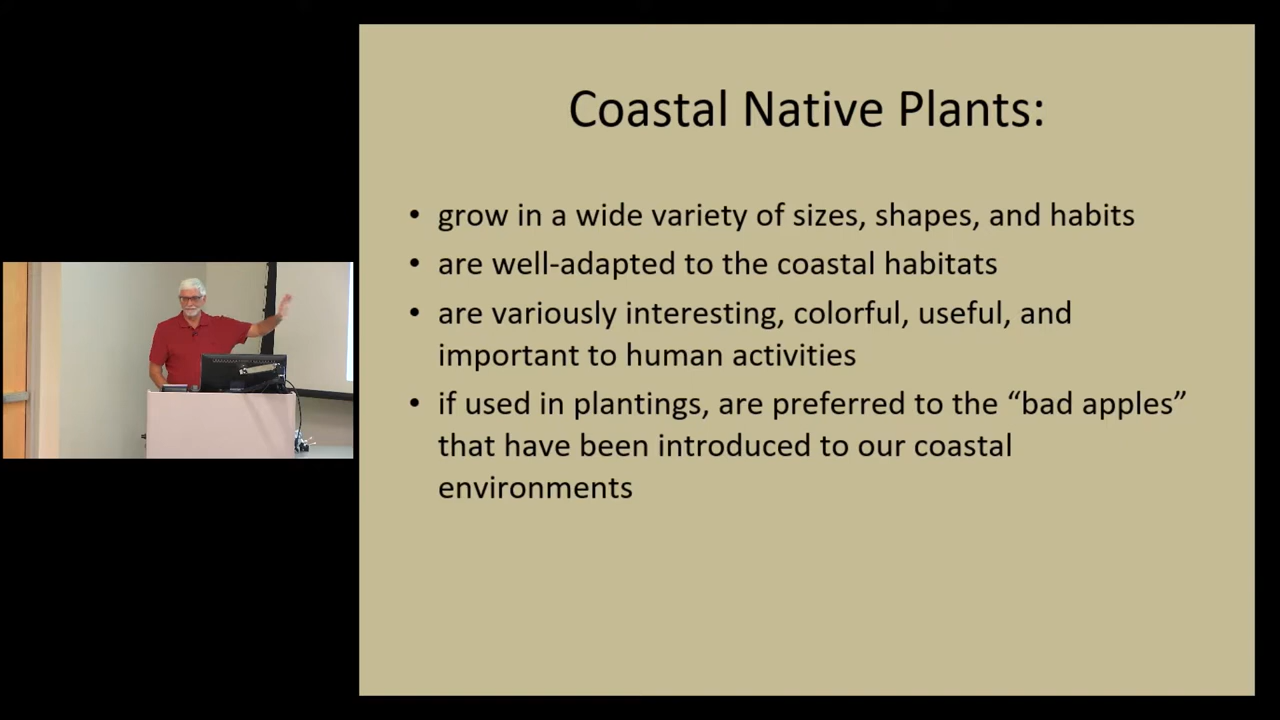 Coastal Native Plants:
• grow in a wide variety of sizes, shapes, and habits
• are well-adapted to the coastal habitats
• are variously interesting, colorful, useful, and
important to human activities
• if used in plantings, are preferred to the “bad apples”
that have been introduced to our coastal
environments